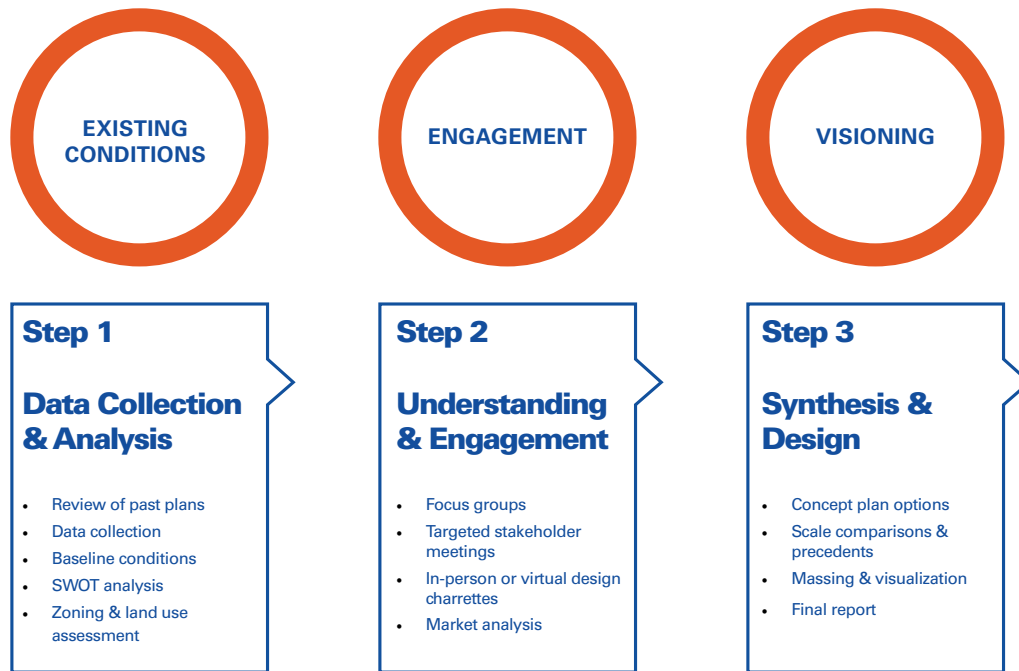 EXISTING
CONDITIONS
ENGAGEMENT
VISIONING
Step 1
Data Collection
& Analysis
• Review of past plans
• Data collection
• Baseline conditions
• SWOT analysis
• Zoning & land use
assessment
Step 2
Understanding
& Engagement
• Focus groups
• Targeted stakeholder
meetings
• In-person or virtual design
charrettes
• Market analysis
Step 3
Synthesis &
Design
• Concept plan options
• Scale comparisons &
precedents
• Massing & visualization
• Final report